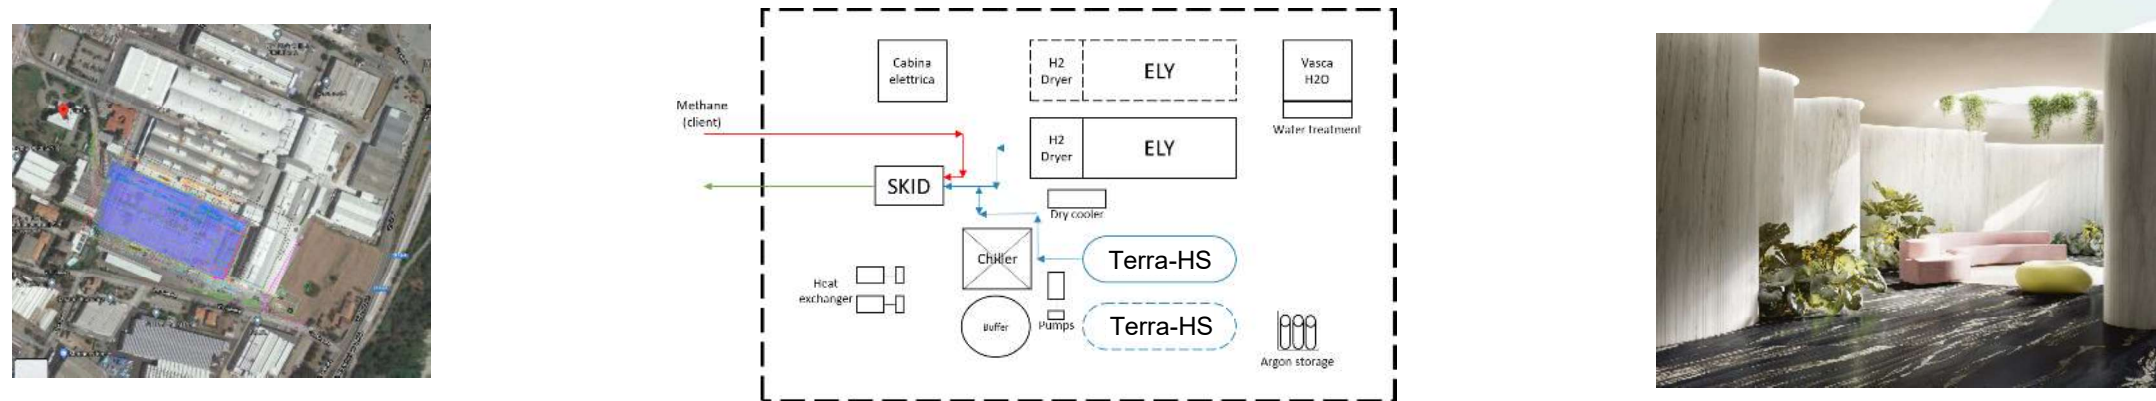 Cabina
elettrica
H2
Dryer
ELY
Vasca
H2O
Methane
(client)
Water treatment
H2
Dryer
ELY
SKID
Dry cooler
Chiller
Terra-HS
Heat
exchanger
Buffer
Pumps
Terra-HS
Argon storage